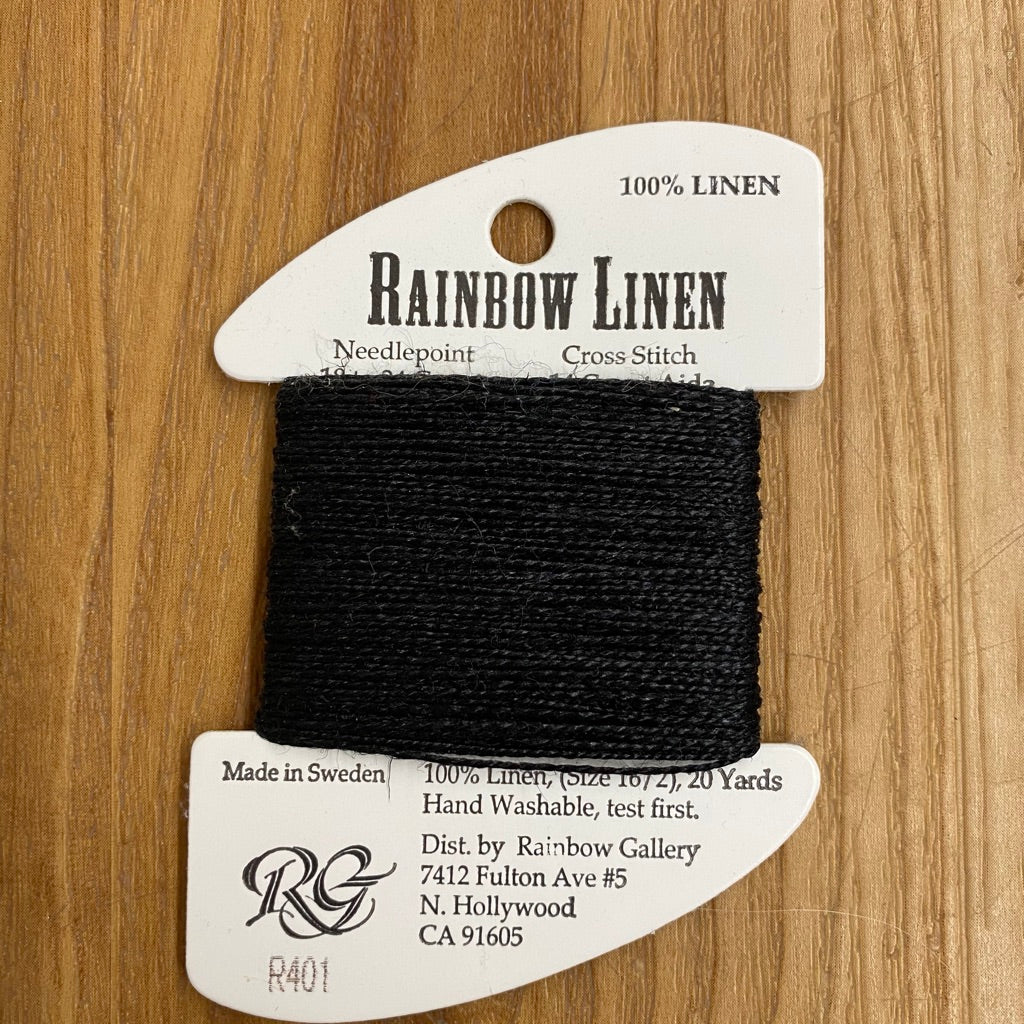 100% LINEN
RAINBOW LINEN
Needlepoint Cross Stitch
Made in Sweden
100% Linen, (Size 16/2), 20 Yards
Hand Washable, test first.
Dist. by Rainbow Gallery
7412 Fulton Ave #5
N. Hollywood
CA 91605
RG
R401